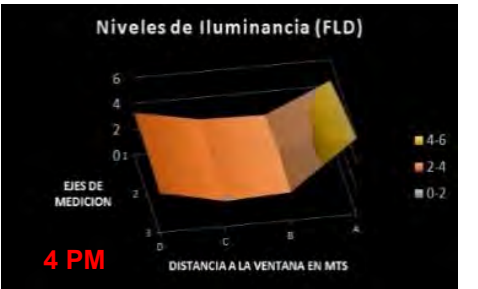 Niveles de Iluminancia (FLD)
6
4
2
0
1
2
3
EJES DE
MEDICION
D
C
B
A
4-6
2-4
0-2
4 PM
DISTANCIA A LA VENTANA EN MTS